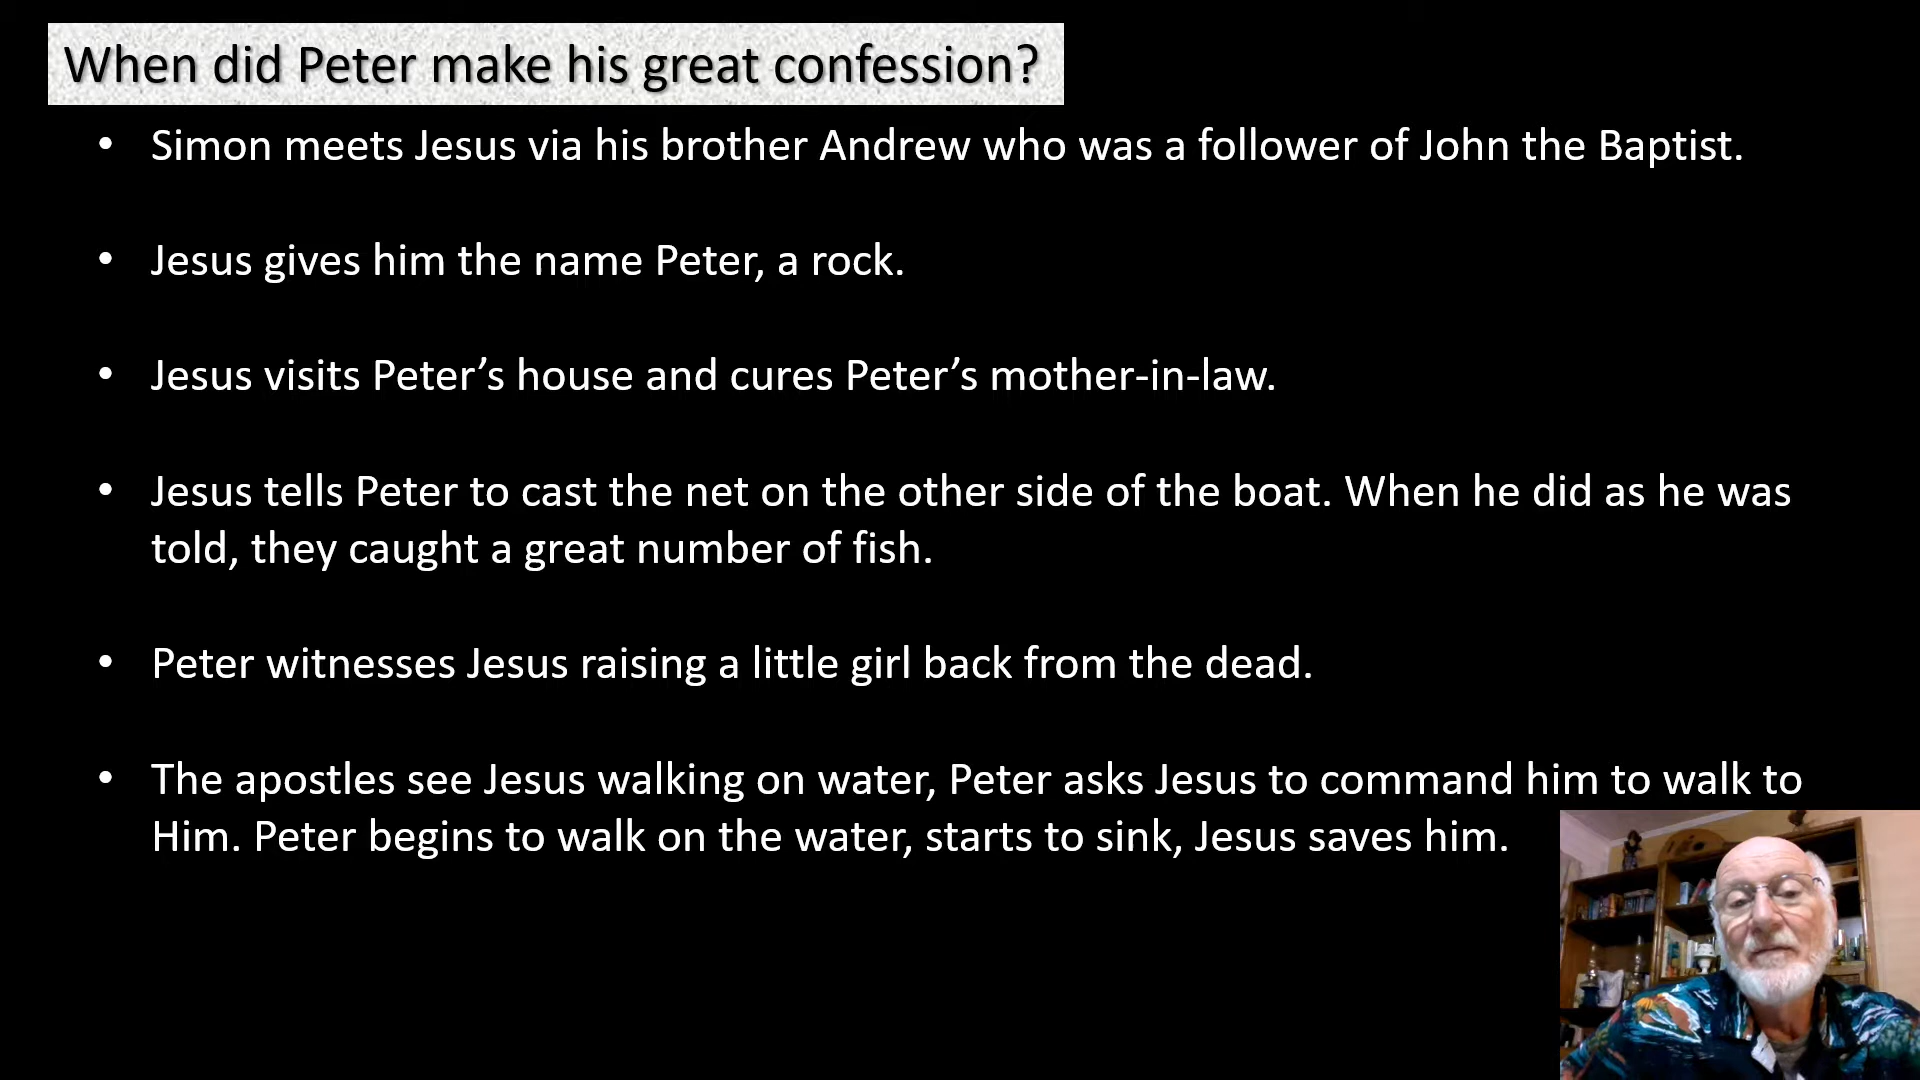 When did Peter make his great confession?
• Simon meets Jesus via his brother Andrew who was a follower of John the Baptist.
• Jesus gives him the name Peter, a rock.
• Jesus visits Peter’s house and cures Peter’s mother-in-law.
• Jesus tells Peter to cast the net on the other side of the boat. When he did as he was
told, they caught a great number of fish.
• Peter witnesses Jesus raising a little girl back from the dead.
• The apostles see Jesus walking on water, Peter asks Jesus to command him to walk to
Him. Peter begins to walk on the water, starts to sink, Jesus saves him.